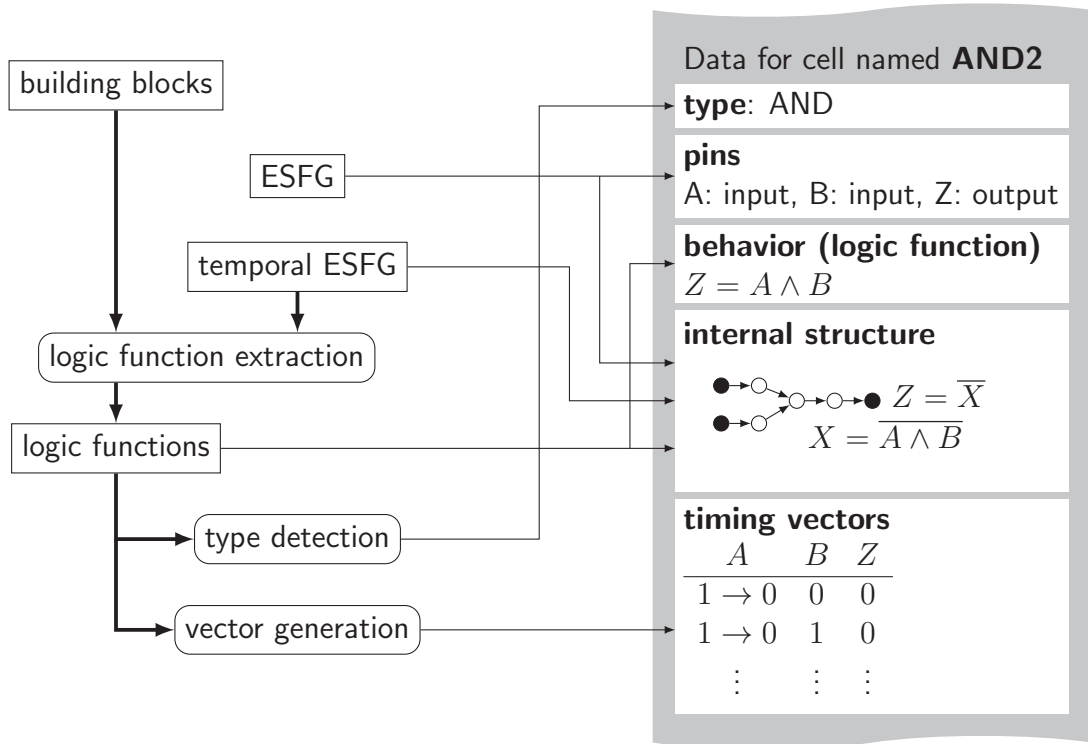 building blocks
ESFG
temporal ESFG
logic function extraction
logic functions
type detection
vector generation
Data for cell named AND2
type: AND
pins
A: input, B: input, Z: output
behavior (logic function)
Z = A ∧ B
internal structure
Z = X̅
X = A̅ ̅∧̅ ̅B̅
timing vectors
A B Z
1 → 0 0 0
1 → 0 1 0
⋮ ⋮ ⋮